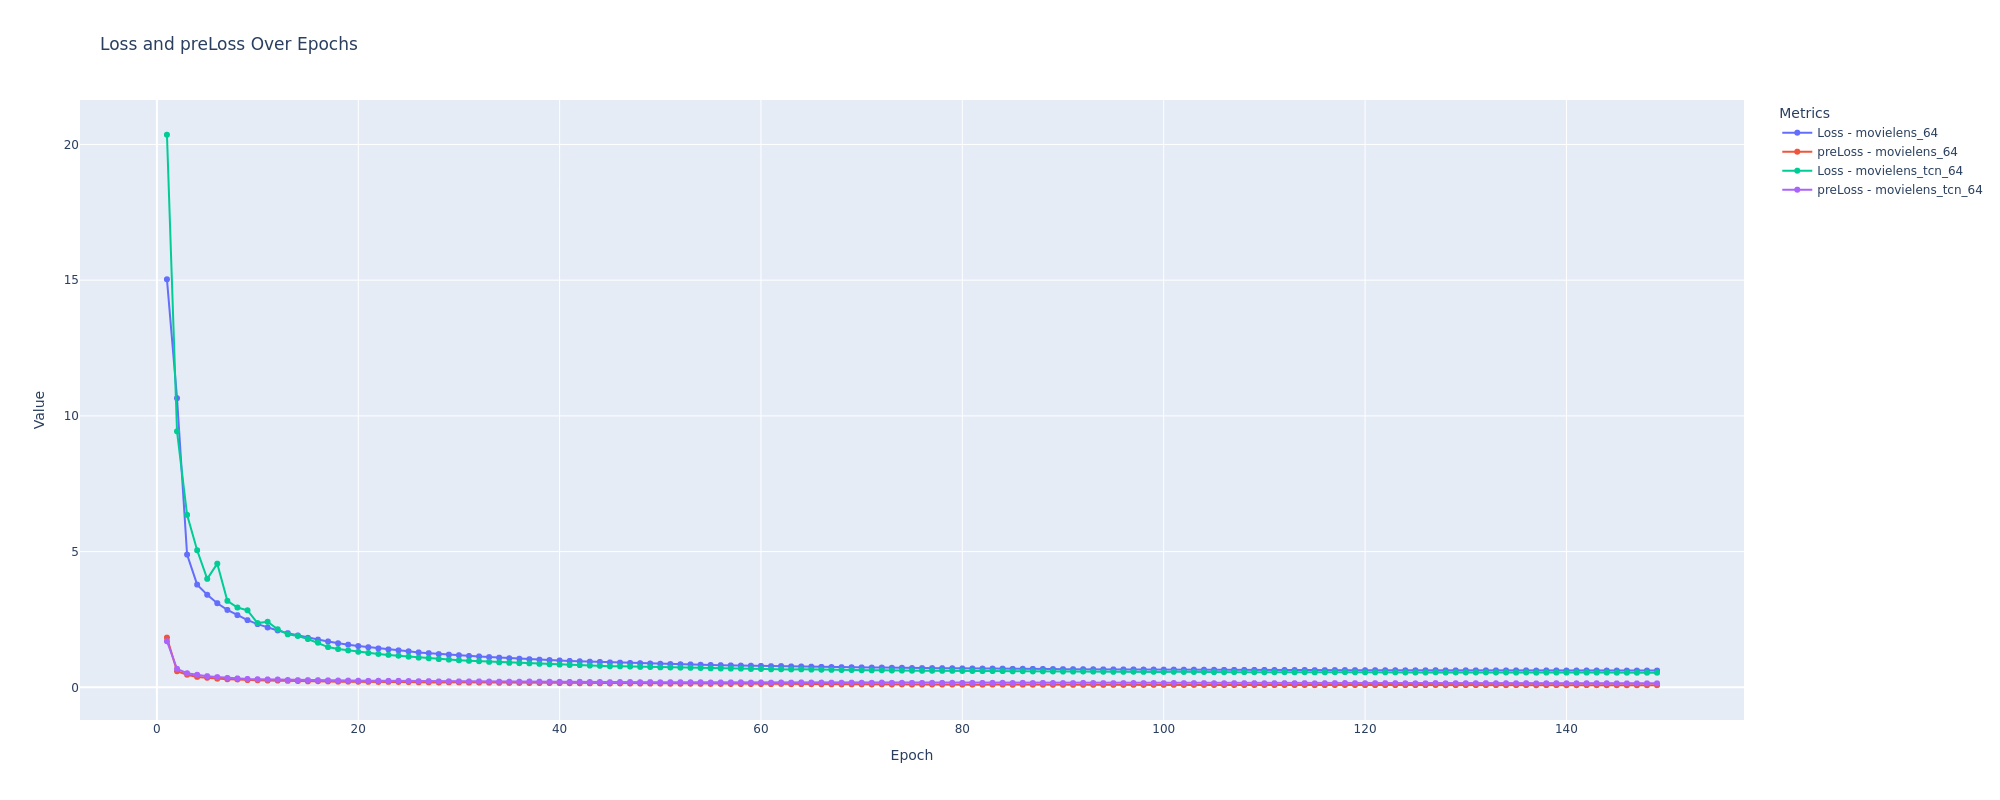 Loss and preLoss Over Epochs
Metrics
Loss - movielens_64
preLoss - movielens_64
Loss - movielens_tcn_64
preLoss - movielens_tcn_64
20
15
10
5
0
Value
0 20 40 60 80 100 120 140
Epoch